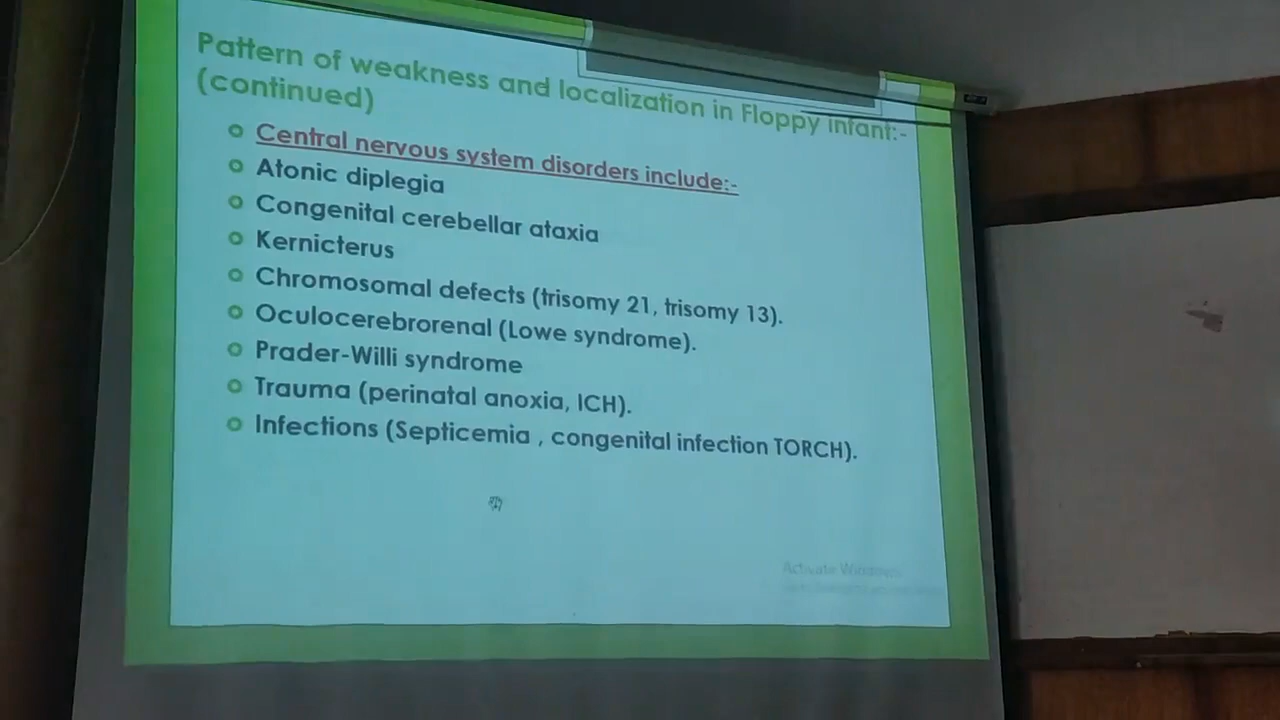 Pattern of weakness and localization in Floppy infant:-
(continued)
Central nervous system disorders include:-
Atonic diplegia
Congenital cerebellar ataxia
Kernicterus
Chromosomal defects (trisomy 21, trisomy 13).
Oculocerebrorenal (Lowe syndrome).
Prader-Willi syndrome
Trauma (perinatal anoxia, ICH).
Infections (Septicemia , congenital infection TORCH).
Activate Windows